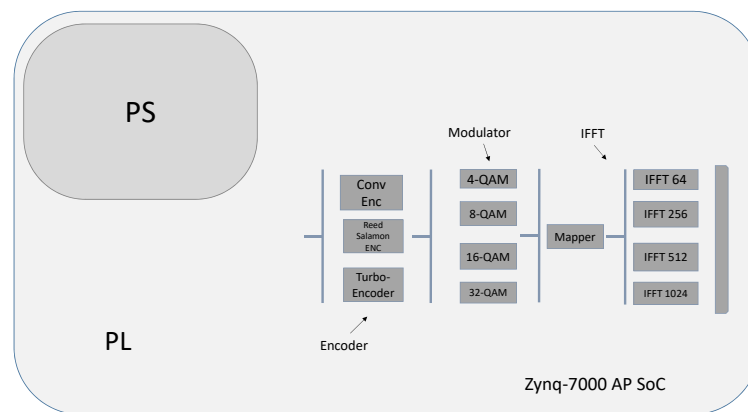 PS
Modulator
IFFT
Conv
Enc
Reed
Salamon
ENC
Turbo-
Encoder
4-QAM
8-QAM
16-QAM
32-QAM
Mapper
IFFT 64
IFFT 256
IFFT 512
IFFT 1024
PL
Encoder
Zynq-7000 AP SoC